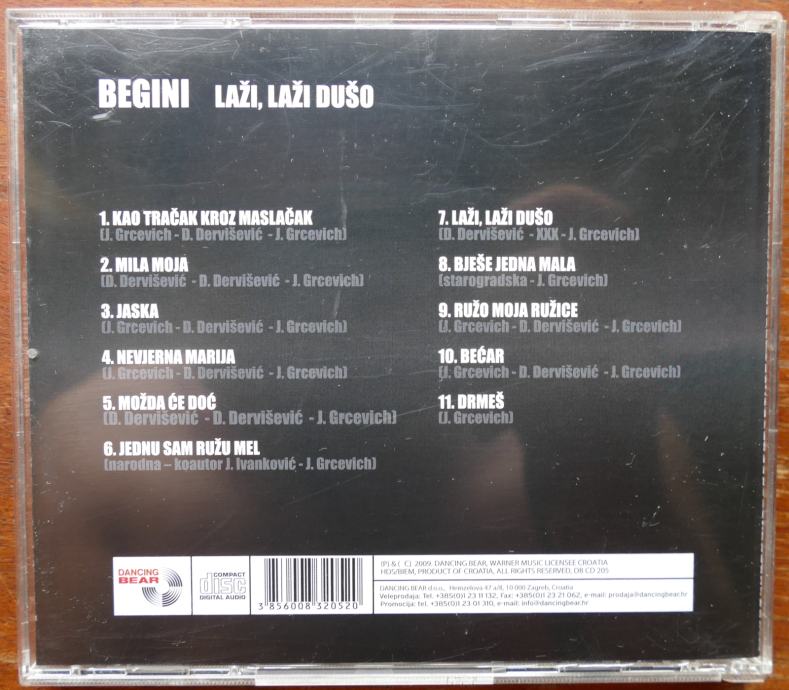 BEGINI LAŽI, LAŽI DUŠO
1. KAO TRAČAK KROZ MASLAČAK
(J. Grcevich - D. Dervišević - J. Grcevich)
2. MILA MOJA
(D. Dervišević - D. Dervišević - J. Grcevich)
3. JASKA
(J. Grcevich - D. Dervišević - J. Grcevich)
4. NEVJERNA MARIJA
(J. Grcevich - D. Dervišević - J. Grcevich)
5. MOŽDA ĆE DOĆ
(D. Dervišević - D. Dervišević - J. Grcevich)
6. JEDNU SAM RUŽU MEL
(narodna – koautor J. Ivanković - J. Grcevich)
7. LAŽI, LAŽI DUŠO
(D. Dervišević - XXX - J. Grcevich)
8. BJEŠE JEDNA MALA
(starogradska - J. Grcevich)
9. RUŽO MOJA RUŽICE
(J. Grcevich - D. Dervišević - J. Grcevich)
10. BEĆAR
(J. Grcevich - D. Dervišević - J. Grcevich)
11. DRMEŠ
(J. Grcevich)
DANCING
BEAR
COMPACT
disc
DIGITAL AUDIO
3 856008 320520
(P) & ( C) 2009. DANCING BEAR, WARNER MUSIC LICENSEE CROATIA
HDS/BIEM, PRODUCT OF CROATIA, ALL RIGHTS RESERVED, DB CD 205
DANCING BEAR d.o.o., Heinzelova 47 a/II, 10 000 Zagreb, Croatia
Veleprodaja: Tel. +385(0)1 23 11 132, Fax: +385(0)1 23 21 062, e-mail: prodaja@dancingbear.hr
Promocija: tel. +385(0)1 23 01 310, e-mail: info@dancingbear.hr